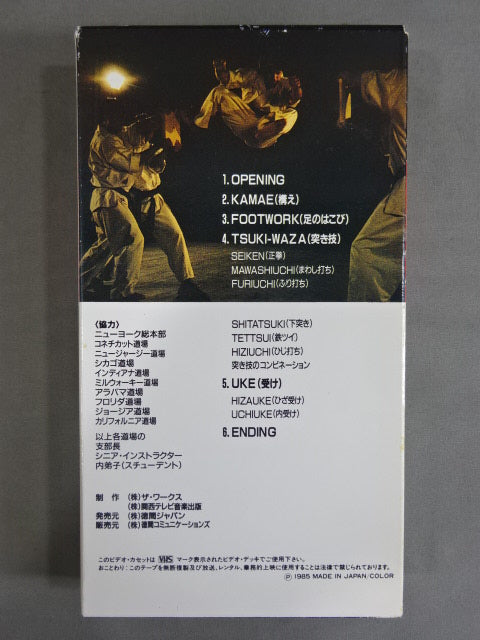 1. OPENING
2. KAMAE(構え)
3. FOOTWORK(足のはこび)
4. TSUKI-WAZA(突き技)
SEIKEN(正拳)
MAWASHIUCHI(まわし打ち)
FURIUCHI(ふり打ち)
SHITATSUKI(下突き)
TETTSUI(鉄ツイ)
HIZIUCHI(ひじ打ち)
突き技のコンビネーション
5. UKE(受け)
HIZAUKE(ひざ受け)
UCHIUKE(内受け)
6. ENDING
〈協力〉
ニューヨーク総本部
コネチカット道場
ニュージャージー道場
シカゴ道場
インディアナ道場
ミルウォーキー道場
アラバマ道場
フロリダ道場
ジョージア道場
カリフォルニア道場
以上各道場の
支部長
シニア・インストラクター
内弟子(スチューデント)
制 作 (株)ザ・ワークス
(株)関西テレビ音楽出版
発売元 (株)徳間ジャパン
販売元 (株)徳間コミュニケーションズ
このビデオ・カセットは VHS マーク表示されたビデオ・デッキでご使用下さい。
おことわり：このテープを無断複製及び放送、レンタル、業務的上映に使用することは法律で禁じられております。
Ⓟ1985 MADE IN JAPAN/COLOR